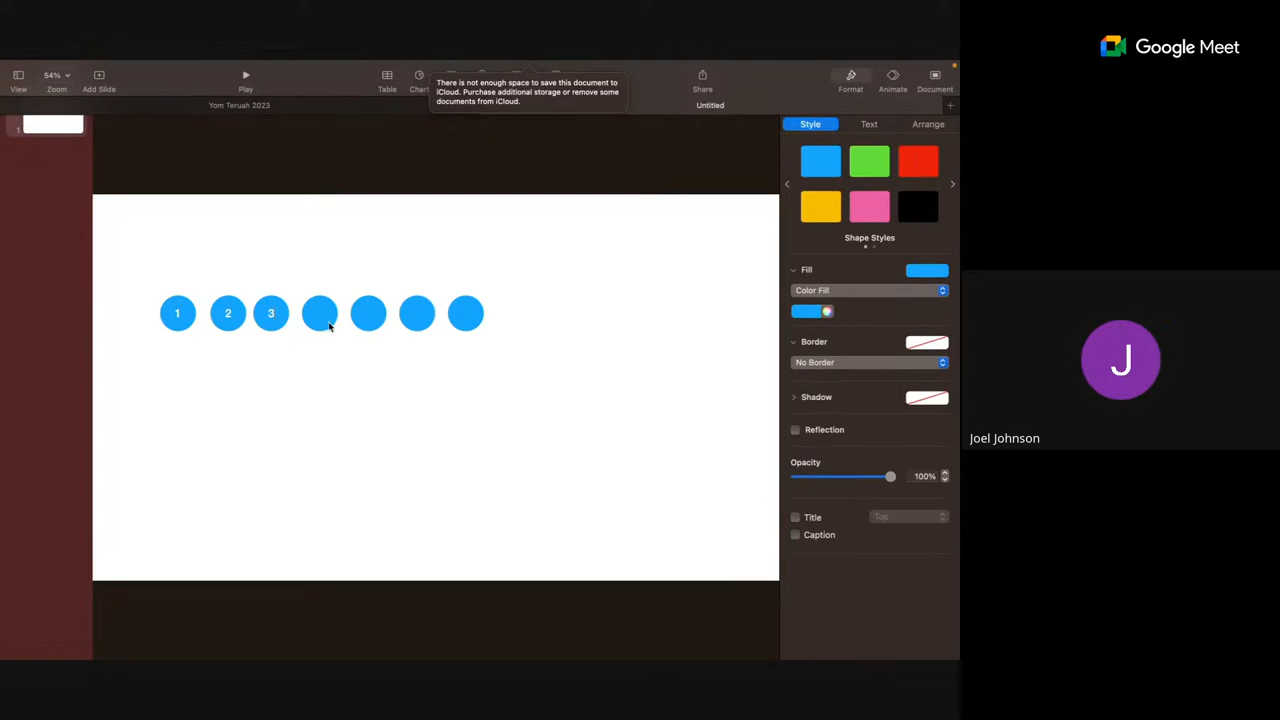 Google Meet
View
54%
Zoom
Add Slide
Play
Table
Chart
There is not enough space to save this document to
iCloud. Purchase additional storage or remove some
documents from iCloud.
Share
Format
Animate
Document
Yom Teruah 2023
Untitled
1
Style
Text
Arrange
Shape Styles
Fill
Color Fill
Border
No Border
Shadow
Reflection
Opacity
100%
Title
Top
Caption
1 2 3
J
Joel Johnson